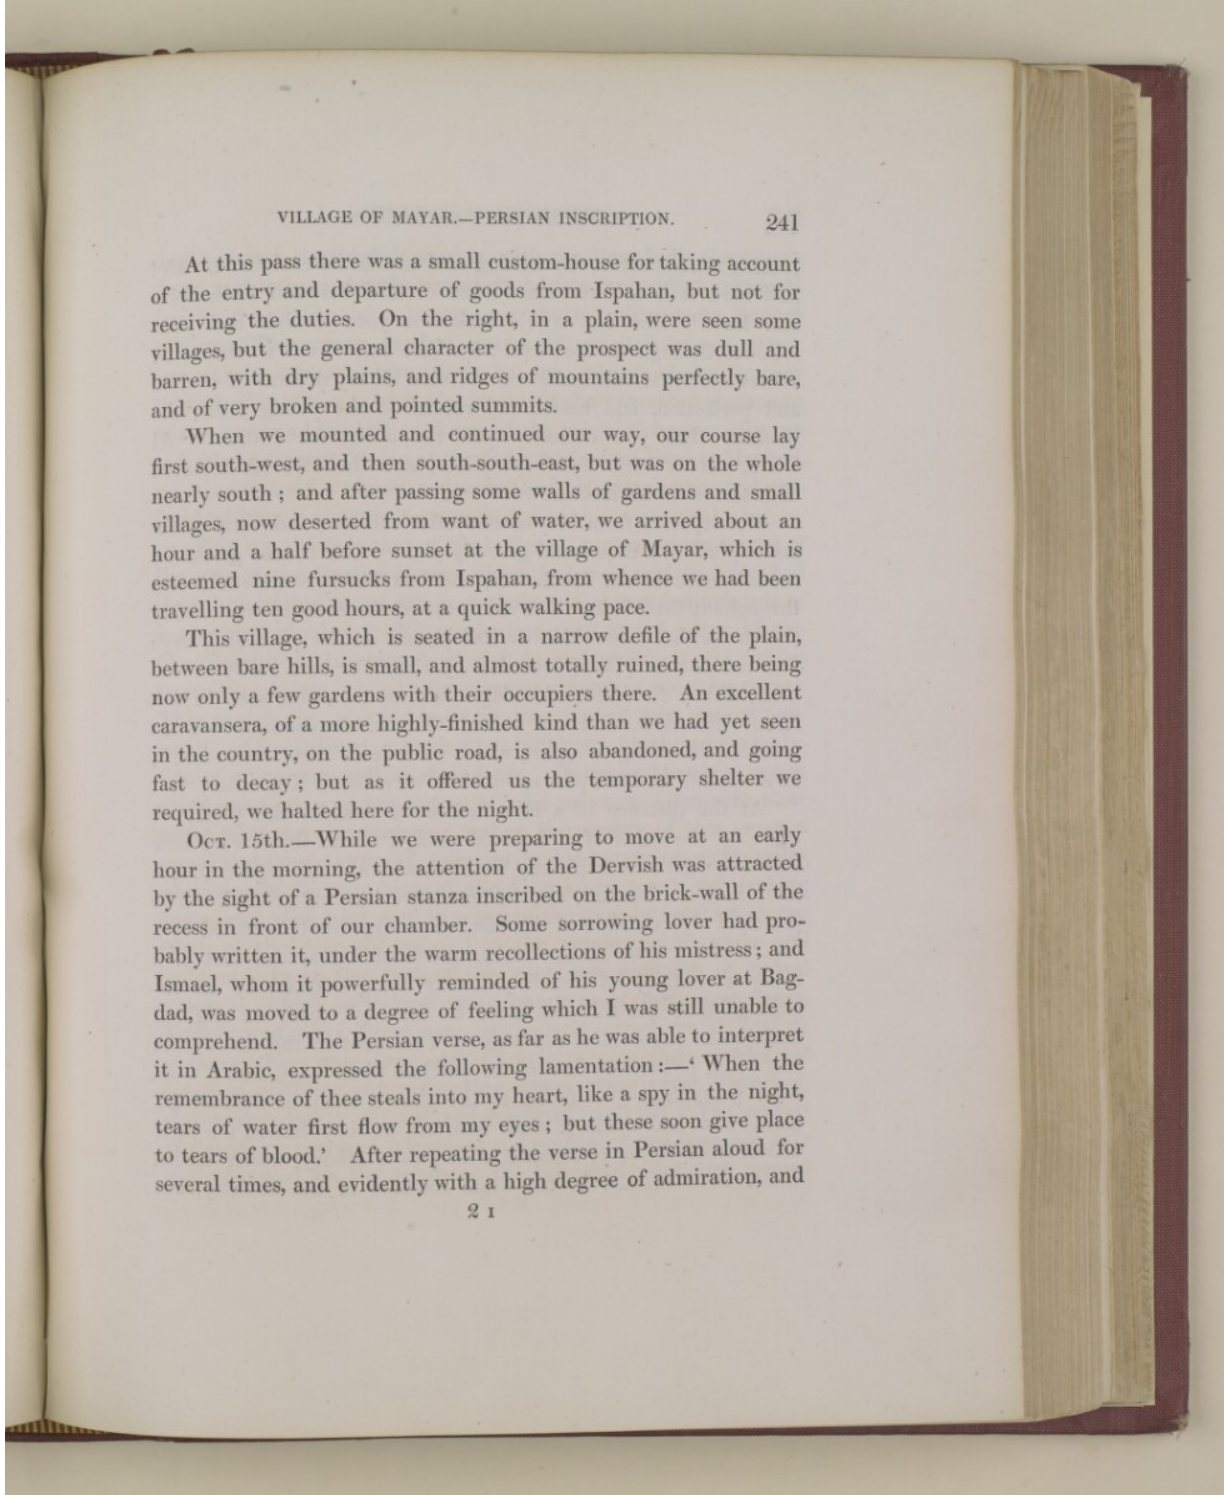 VILLAGE OF MAYAR.—PERSIAN INSCRIPTION. 241
At this pass there was a small custom-house for taking account
of the entry and departure of goods from Ispahan, but not for
receiving the duties. On the right, in a plain, were seen some
villages, but the general character of the prospect was dull and
barren, with dry plains, and ridges of mountains perfectly bare,
and of very broken and pointed summits.
When we mounted and continued our way, our course lay
first south-west, and then south-south-east, but was on the whole
nearly south ; and after passing some walls of gardens and small
villages, now deserted from want of water, we arrived about an
hour and a half before sunset at the village of Mayar, which is
esteemed nine fursucks from Ispahan, from whence we had been
travelling ten good hours, at a quick walking pace.
This village, which is seated in a narrow defile of the plain,
between bare hills, is small, and almost totally ruined, there being
now only a few gardens with their occupiers there. An excellent
caravansera, of a more highly-finished kind than we had yet seen
in the country, on the public road, is also abandoned, and going
fast to decay ; but as it offered us the temporary shelter we
required, we halted here for the night.
Oct. 15th.—While we were preparing to move at an early
hour in the morning, the attention of the Dervish was attracted
by the sight of a Persian stanza inscribed on the brick-wall of the
recess in front of our chamber. Some sorrowing lover had pro-
bably written it, under the warm recollections of his mistress ; and
Ismael, whom it powerfully reminded of his young lover at Bag-
dad, was moved to a degree of feeling which I was still unable to
comprehend. The Persian verse, as far as he was able to interpret
it in Arabic, expressed the following lamentation :—‘ When the
remembrance of thee steals into my heart, like a spy in the night,
tears of water first flow from my eyes ; but these soon give place
to tears of blood.’ After repeating the verse in Persian aloud for
several times, and evidently with a high degree of admiration, and
2 I